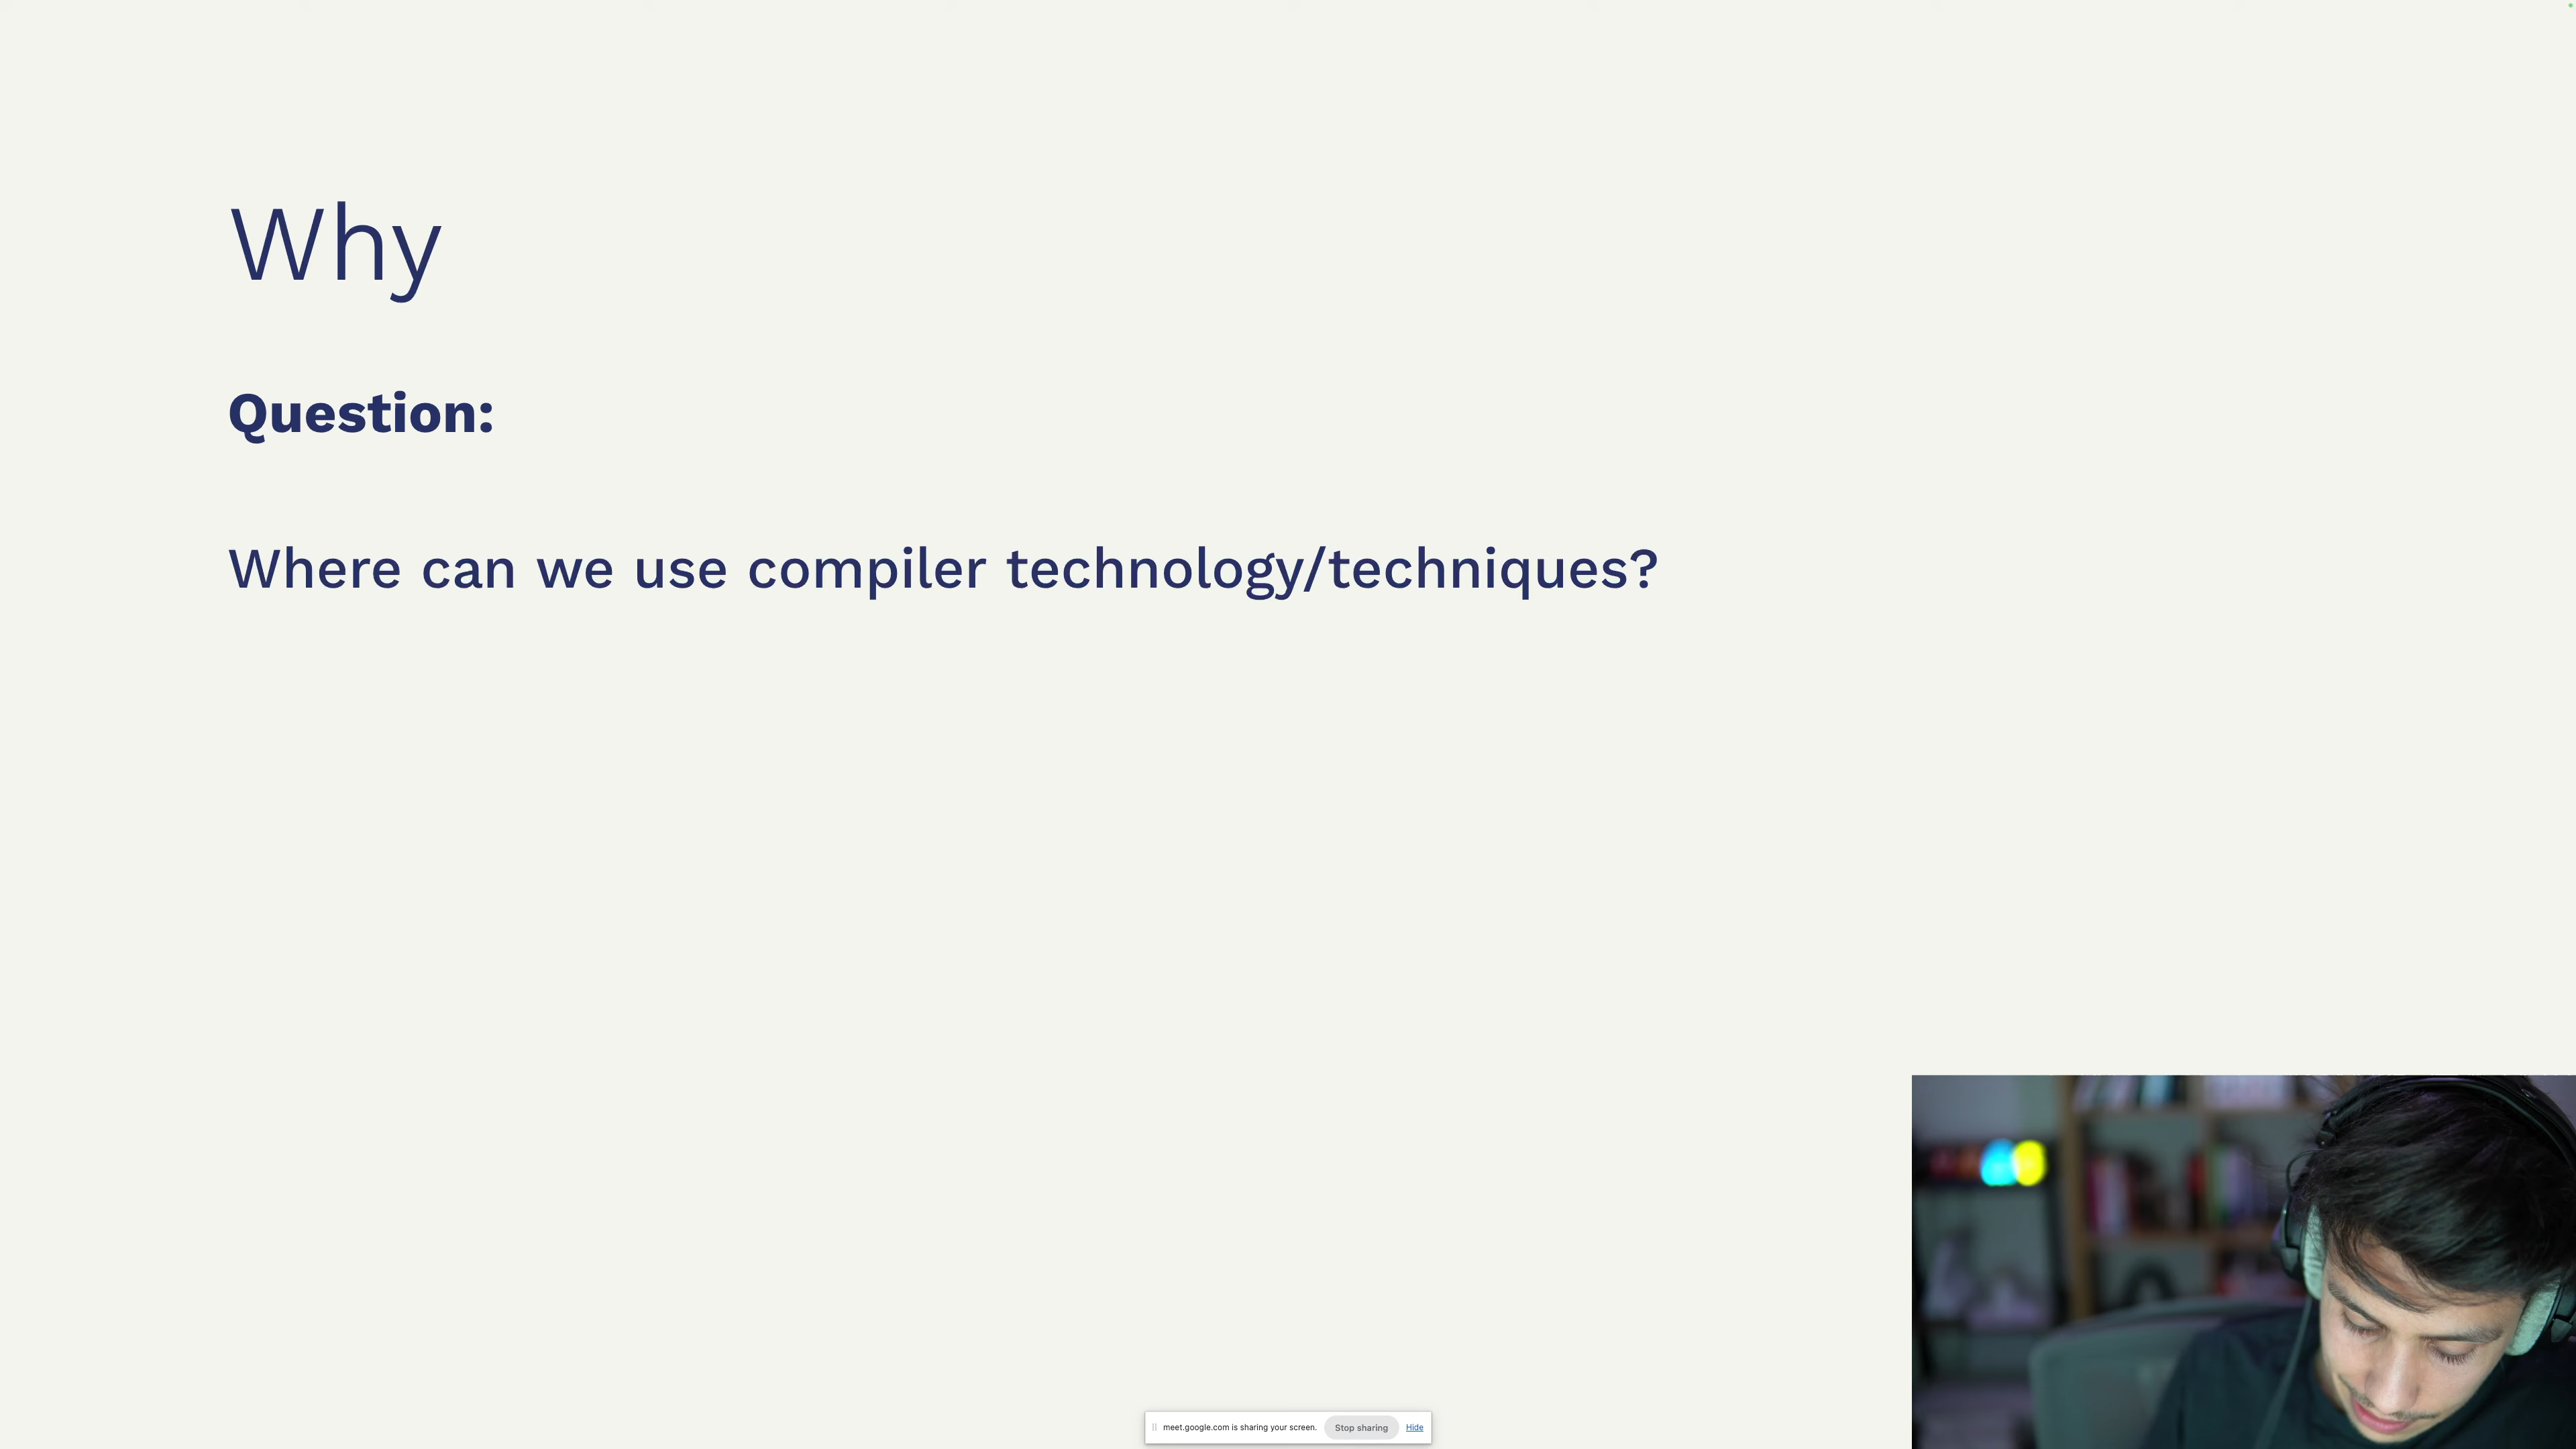 Why
Question:
Where can we use compiler technology/techniques?
meet.google.com is sharing your screen. Stop sharing Hide